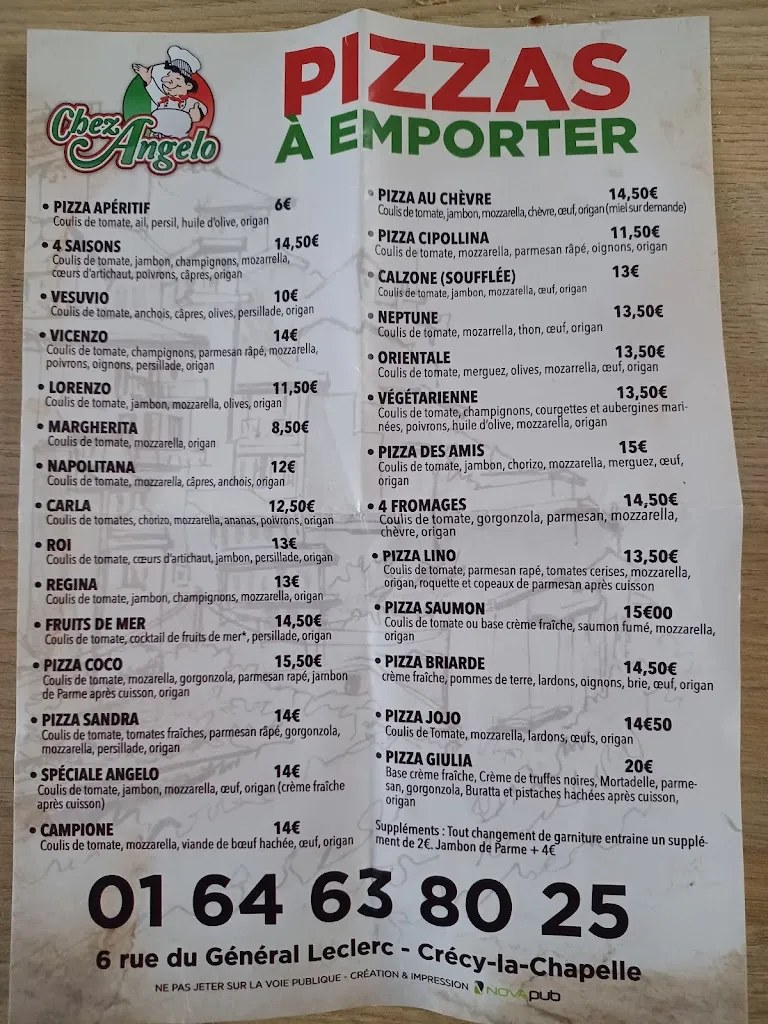 Chez Angelo
PIZZAS
À EMPORTER
• PIZZA APÉRITIF 6€
Coulis de tomate, ail, persil, huile d'olive, origan
• 4 SAISONS 14,50€
Coulis de tomate, jambon, champignons, mozarrella,
cœurs d'artichaut, poivrons, câpres, origan
• VESUVIO 10€
Coulis de tomate, anchois, câpres, olives, persillade, origan
• VICENZO 14€
Coulis de tomate, champignons, parmesan râpé, mozzarella,
poivrons, oignons, persillade, origan
• LORENZO 11,50€
Coulis de tomate, jambon, mozzarella, olives, origan
• MARGHERITA 8,50€
Coulis de tomate, mozzarella, origan
• NAPOLITANA 12€
Coulis de tomate, mozzarella, câpres, anchois, origan
• CARLA 12,50€
Coulis de tomates, chorizo, mozzarella, ananas, poivrons, origan
• ROI 13€
Coulis de tomate, cœurs d'artichaut, jambon, persillade, origan
• REGINA 13€
Coulis de tomate, jambon, champignons, mozzarella, origan
• FRUITS DE MER 14,50€
Coulis de tomate, cocktail de fruits de mer*, persillade, origan
• PIZZA COCO 15,50€
Coulis de tomate, mozarella, gorgonzola, parmesan rapé, jambon
de Parme après cuisson, origan
• PIZZA SANDRA 14€
Coulis de tomate, tomates fraîches, parmesan râpé, gorgonzola,
mozzarella, persillade, origan
• SPÉCIALE ANGELO 14€
Coulis de tomate, jambon, mozzarella, œuf, origan (crème fraîche
après cuisson)
• CAMPIONE 14€
Coulis de tomate, mozzarella, viande de bœuf hachée, œuf, origan
• PIZZA AU CHÈVRE 14,50€
Coulis de tomate, jambon, mozzarella, chèvre, œuf, origan (miel sur demande)
• PIZZA CIPOLLINA 11,50€
Coulis de tomate, mozzarella, parmesan râpé, oignons, origan
• CALZONE (SOUFFLÉE) 13€
Coulis de tomate, jambon, mozzarella, œuf, origan
• NEPTUNE 13,50€
Coulis de tomate, mozarrella, thon, œuf, origan
• ORIENTALE 13,50€
Coulis de tomate, merguez, olives, mozarrella, œuf, origan
• VÉGÉTARIENNE 13,50€
Coulis de tomate, champignons, courgettes et aubergines mari-
nées, poivrons, huile d'olive, mozzarella, origan
• PIZZA DES AMIS 15€
Coulis de tomate, jambon, chorizo, mozzarella, merguez, œuf,
origan
• 4 FROMAGES 14,50€
Coulis de tomate, gorgonzola, parmesan, mozzarella,
chèvre, origan
• PIZZA LINO 13,50€
Coulis de tomate, parmesan rapé, tomates cerises, mozzarella,
origan, roquette et copeaux de parmesan après cuisson
• PIZZA SAUMON 15€00
Coulis de tomate ou base crème fraîche, saumon fumé, mozzarella,
origan
• PIZZA BRIARDE 14,50€
crème fraîche, pommes de terre, lardons, oignons, brie, œuf, origan
• PIZZA JOJO 14€50
Coulis de Tomate, mozzarella, lardons, œufs, origan
• PIZZA GIULIA 20€
Base crème fraîche, Crème de truffes noires, Mortadelle, parme-
san, gorgonzola, Buratta et pistaches hachées après cuisson,
origan
Suppléments : Tout changement de garniture entraine un supplé-
ment de 2€. Jambon de Parme + 4€
01 64 63 80 25
6 rue du Général Leclerc - Crécy-la-Chapelle
NE PAS JETER SUR LA VOIE PUBLIQUE - CRÉATION & IMPRESSION NOVApub